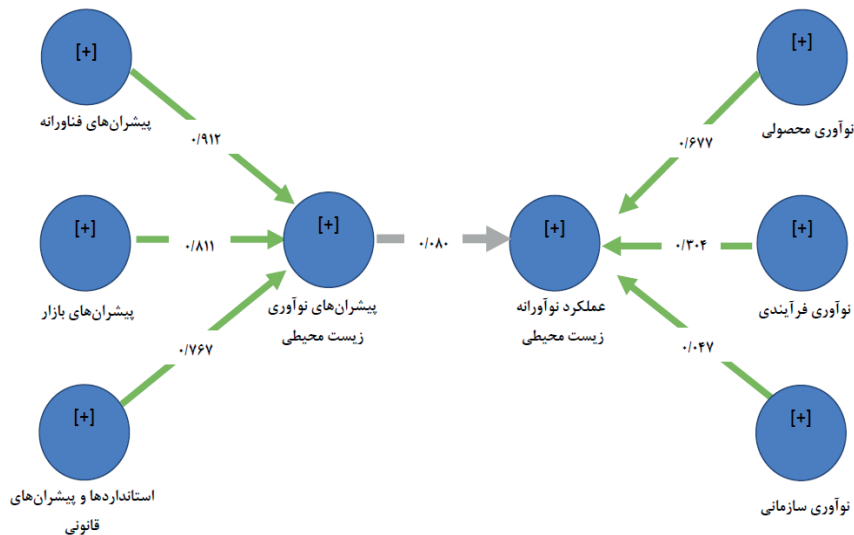 [+]
[+]
پیشران‌های فناورانه
نوآوری محصولی
۰/۹۱۲
۰/۶۷۷
[+]
[+]
[+]
[+]
۰/۸۱۱
۰/۰۸۰
۰/۳۰۴
پیشران‌های بازار
پیشران‌های نوآوری
زیست محیطی
عملکرد نوآورانه
زیست محیطی
نوآوری فرآیندی
۰/۷۶۷
۰/۰۴۷
[+]
[+]
استانداردها و پیشران‌های
قانونی
نوآوری سازمانی